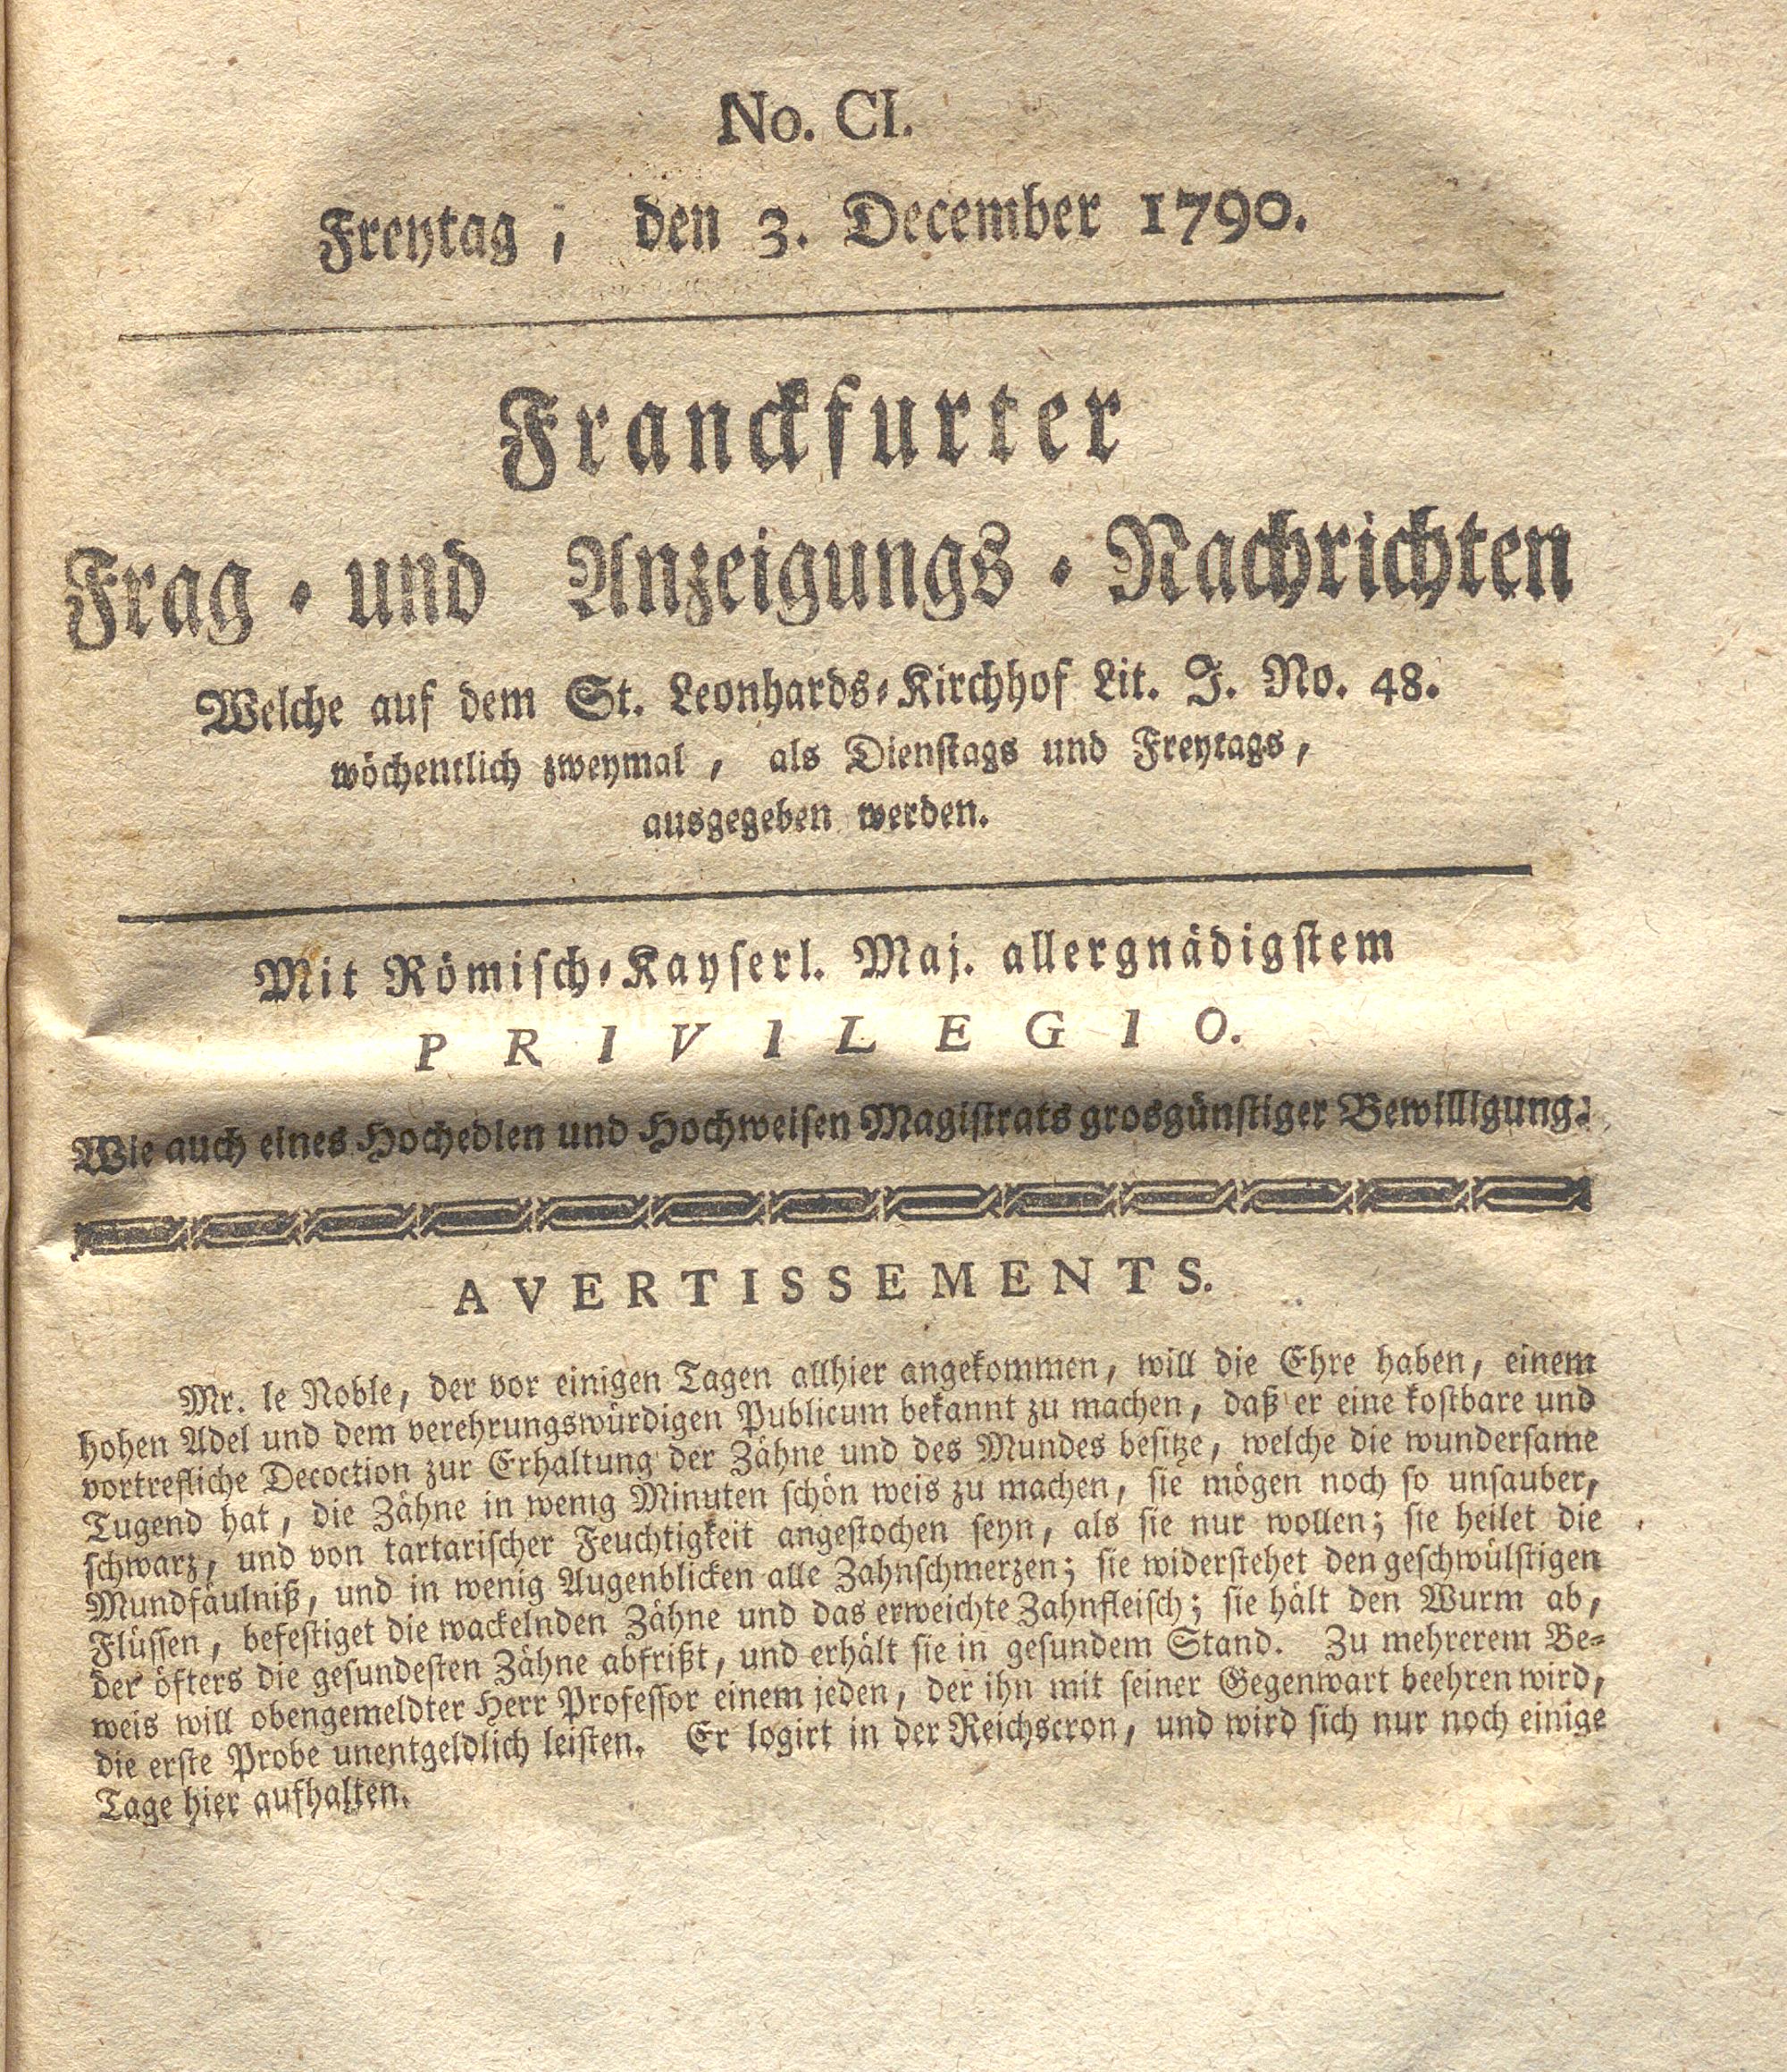 No. CI.
Freytag, den 3. December 1790.
Franckfurter
Frag- und Anzeigungs-Nachrichten
Welche auf dem St. Leonhards-Kirchhof Lit. J. No. 48.
wöchentlich zweymal, als Dienstags und Freytags,
ausgegeben werden.
Mit Römisch-Kayserl. Maj. allergnädigstem
PRIVILEGIO.
Wie auch eines Hochedlen und Hochweisen Magistrats grosgünstiger Bewilligung.
AVERTISSEMENTS.
Mr. le Noble, der vor einigen Tagen allhier angekommen, will die Ehre haben, einem
hohen Adel und dem verehrungswürdigen Publicum bekannt zu machen, daß er eine kostbare und
vortrefliche Decoction zur Erhaltung der Zähne und des Mundes besitze, welche die wundersame
Tugend hat, die Zähne in wenig Minuten schön weis zu machen, sie mögen noch so unsauber,
schwarz, und von tartarischer Feuchtigkeit angestochen seyn, als sie nur wollen; sie heilet die
Mundfäulniß, und in wenig Augenblicken alle Zahnschmerzen; sie widerstehet den geschwülstigen
Flüssen, befestiget die wackelnden Zähne und das erweichte Zahnfleisch; sie hält den Wurm ab,
der öfters die gesundesten Zähne abfrißt, und erhält sie in gesundem Stand. Zu mehrerem Be-
weis will obengemeldter Herr Professor einem jeden, der ihn mit seiner Gegenwart beehren wird,
die erste Probe unentgeldlich leisten. Er logirt in der Reichscron, und wird sich nur noch einige
Tage hier aufhalten.